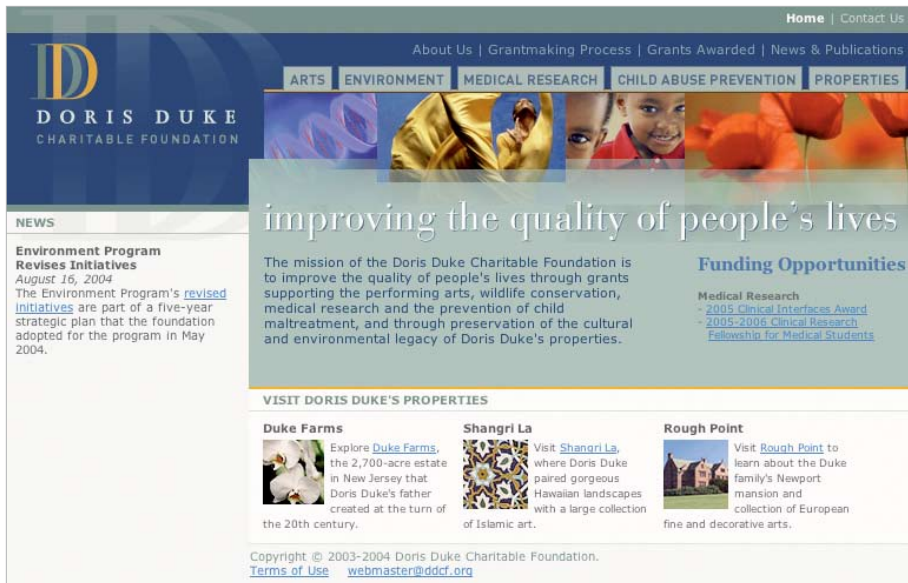 Home | Contact Us
About Us | Grantmaking Process | Grants Awarded | News & Publications
ARTS ENVIRONMENT MEDICAL RESEARCH CHILD ABUSE PREVENTION PROPERTIES
DORIS DUKE
CHARITABLE FOUNDATION
NEWS
Environment Program
Revises Initiatives
August 16, 2004
The Environment Program's revised
initiatives are part of a five-year
strategic plan that the foundation
adopted for the program in May
2004.
improving the quality of people's lives
The mission of the Doris Duke Charitable Foundation is
to improve the quality of people's lives through grants
supporting the performing arts, wildlife conservation,
medical research and the prevention of child
maltreatment, and through preservation of the cultural
and environmental legacy of Doris Duke's properties.
Funding Opportunities
Medical Research
- 2005 Clinical Interfaces Award
- 2005-2006 Clinical Research
Fellowship for Medical Students
VISIT DORIS DUKE'S PROPERTIES
Duke Farms
Explore Duke Farms,
the 2,700-acre estate
in New Jersey that
Doris Duke's father
created at the turn of
the 20th century.
Shangri La
Visit Shangri La,
where Doris Duke
paired gorgeous
Hawaiian landscapes
with a large collection
of Islamic art.
Rough Point
Visit Rough Point to
learn about the Duke
family's Newport
mansion and
collection of European
fine and decorative arts.
Copyright © 2003-2004 Doris Duke Charitable Foundation.
Terms of Use webmaster@ddcf.org